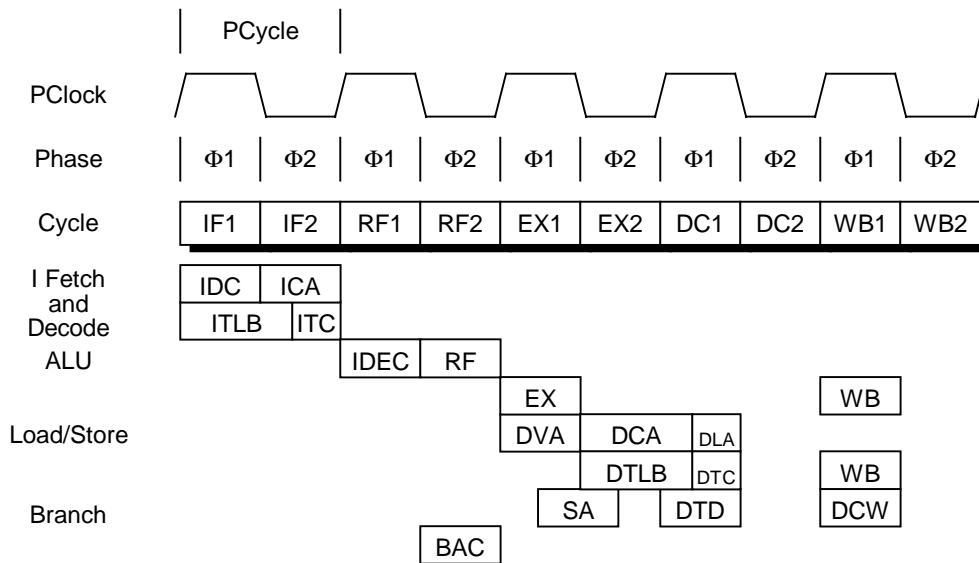 PCycle
PClock
Phase Φ1 Φ2 Φ1 Φ2 Φ1 Φ2 Φ1 Φ2 Φ1 Φ2
Cycle IF1 IF2 RF1 RF2 EX1 EX2 DC1 DC2 WB1 WB2
I Fetch
and
Decode
IDC ICA
ITLB ITC
ALU
IDEC RF
EX WB
Load/Store
DVA DCA DLA
DTLB DTC WB
SA DTD DCW
Branch
BAC